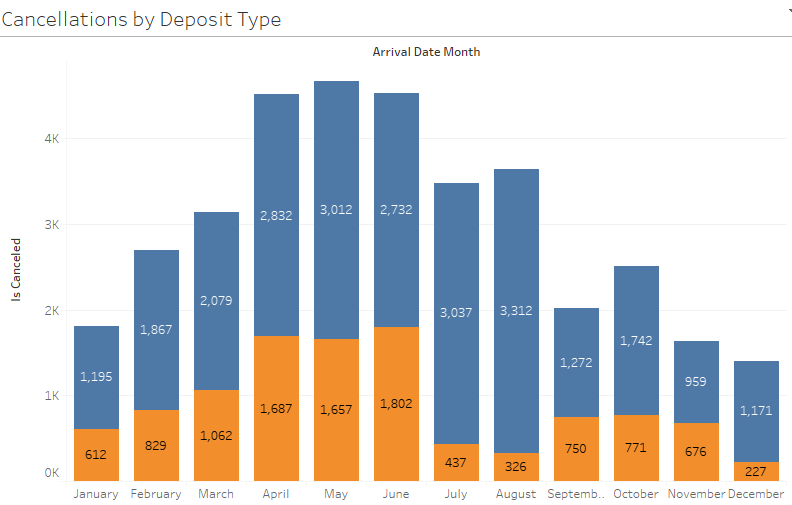 Cancellations by Deposit Type
Arrival Date Month
Is Canceled
4K
3K
2K
1K
0K
1,195
1,867
2,079
2,832
3,012
2,732
3,037
3,312
1,272
1,742
959
1,171
612
829
1,062
1,687
1,657
1,802
437
326
750
771
676
227
January February March April May June July August Septemb.. October November December